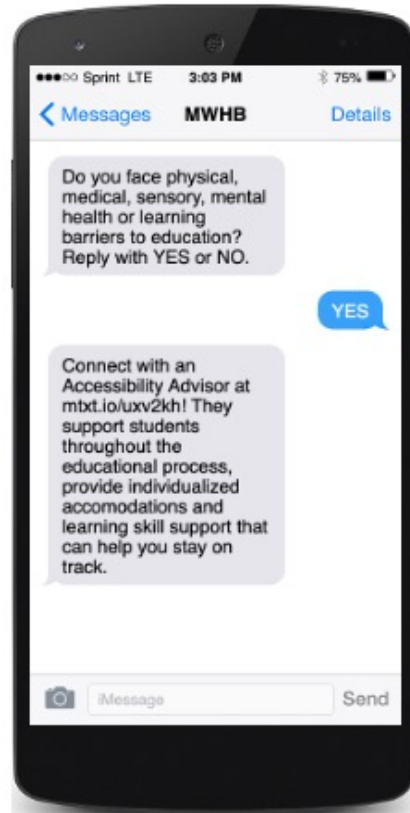 Sprint LTE 3:03 PM 75%
Messages MWHB Details
Do you face physical,
medical, sensory, mental
health or learning
barriers to education?
Reply with YES or NO.
YES
Connect with an
Accessibility Advisor at
mtxt.io/uxv2kh! They
support students
throughout the
educational process,
provide individualized
accomodations and
learning skill support that
can help you stay on
track.
iMessage Send